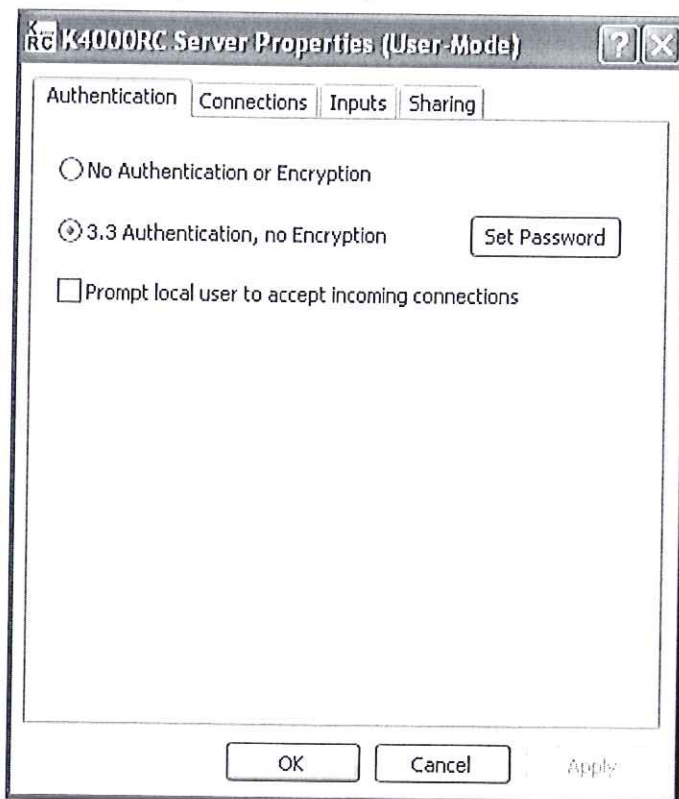 K RC K4000RC Server Properties (User-Mode)
Authentication Connections Inputs Sharing
No Authentication or Encryption
3.3 Authentication, no Encryption Set Password
Prompt local user to accept incoming connections
OK Cancel Apply